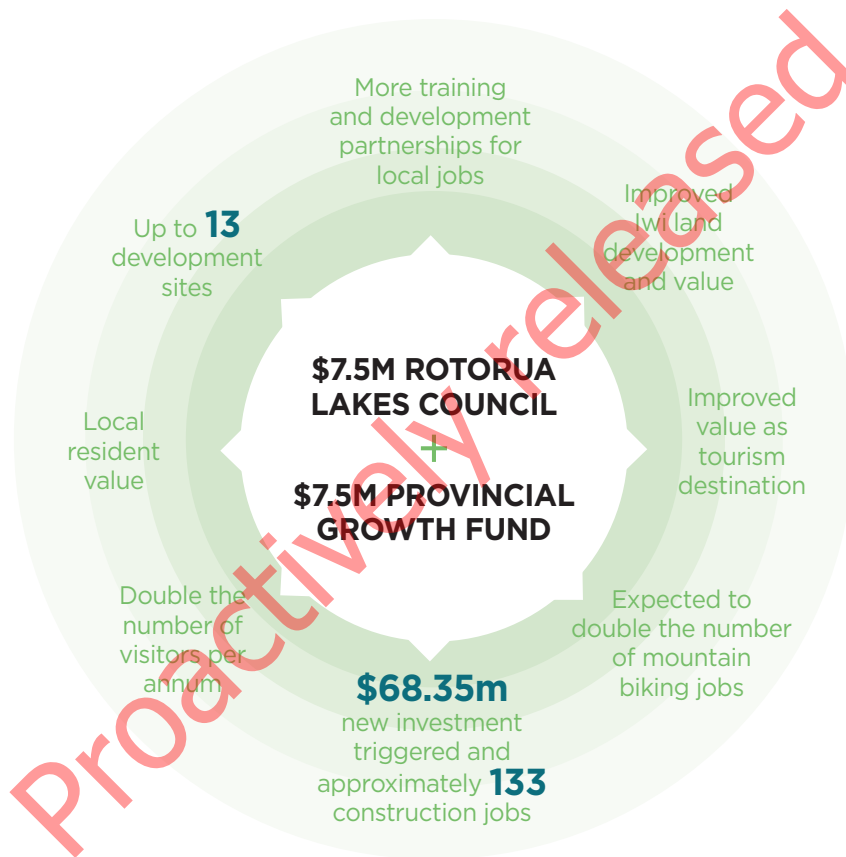 More training
and development
partnerships for
local jobs
Improved
Iwi land
development
and value
Up to 13
development
sites
$7.5M ROTORUA
LAKES COUNCIL
+
$7.5M PROVINCIAL
GROWTH FUND
Local
resident
value
Improved
value as
tourism
destination
Double the
number of
visitors per
annum
Expected to
double the number
of mountain
biking jobs
$68.35m
new investment
triggered and
approximately 133
construction jobs
Proactively released